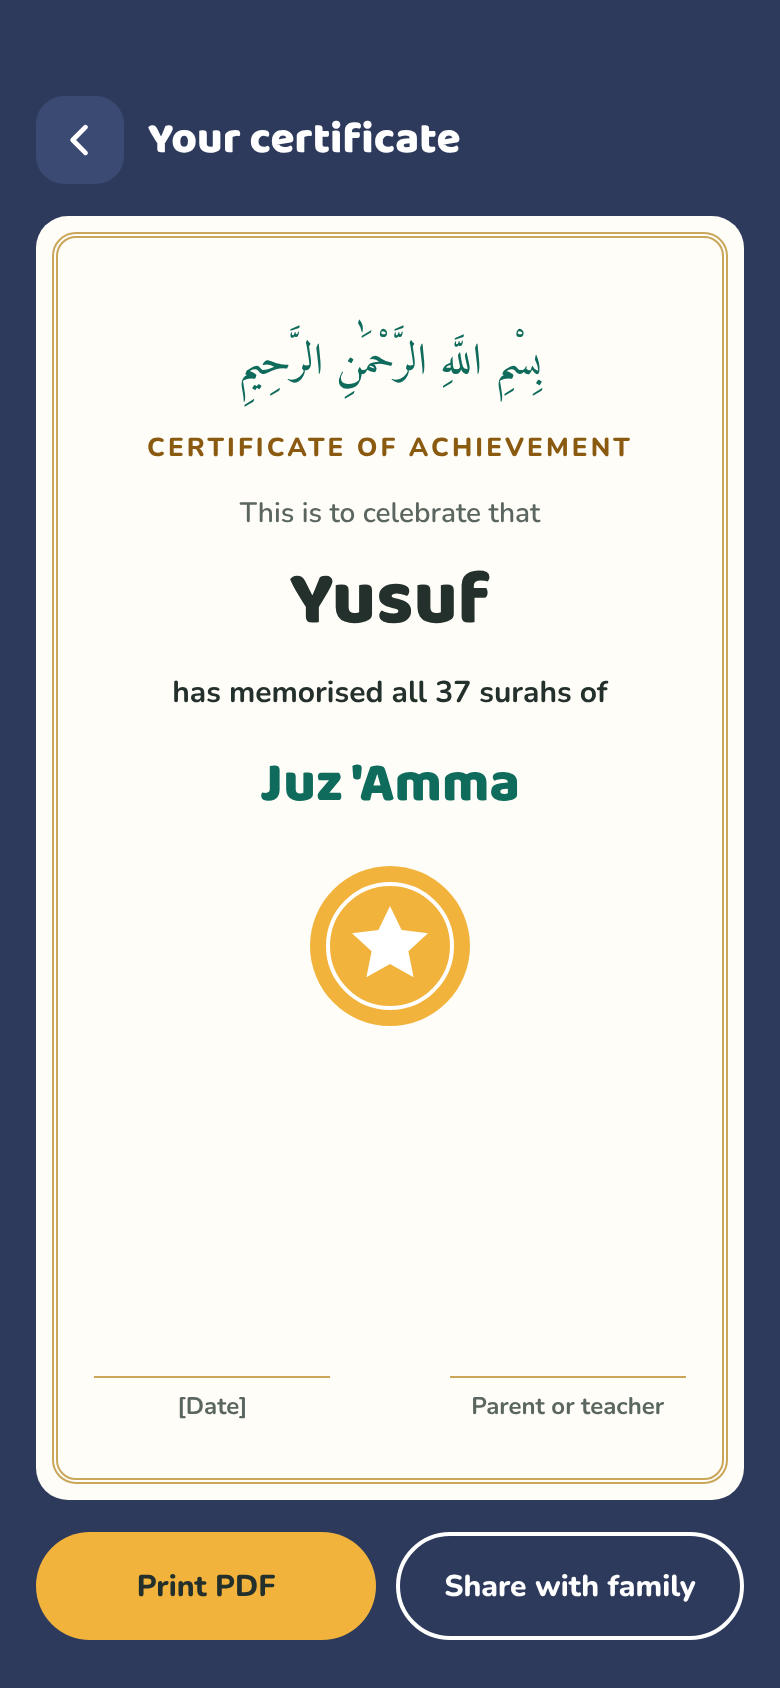 Your certificate
بِسْمِ اللَّهِ الرَّحْمَٰنِ الرَّحِيمِ
CERTIFICATE OF ACHIEVEMENT
This is to celebrate that
Yusuf
has memorised all 37 surahs of
Juz 'Amma
[Date]
Parent or teacher
Print PDF
Share with family